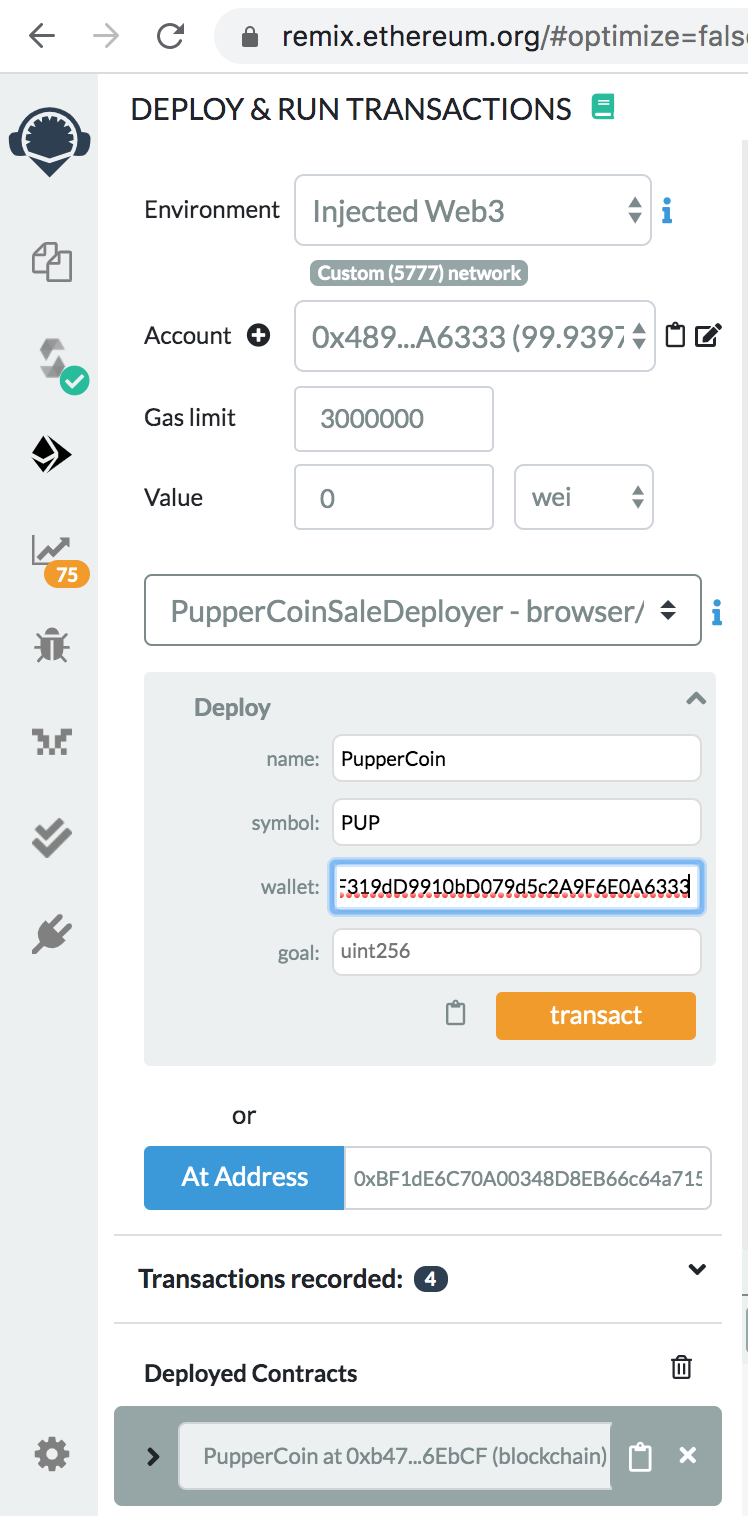 remix.ethereum.org/#optimize=fals
DEPLOY & RUN TRANSACTIONS
Environment
Injected Web3
Custom (5777) network
Account
0x489...A6333 (99.9397
Gas limit
3000000
Value
0
wei
75
PupperCoinSaleDeployer - browser/
Deploy
name: PupperCoin
symbol: PUP
wallet: F319dD9910bD079d5c2A9F6E0A6333
goal: uint256
transact
or
At Address
0xBF1dE6C70A00348D8EB66c64a715
Transactions recorded: 4
Deployed Contracts
PupperCoin at 0xb47...6EbCF (blockchain)